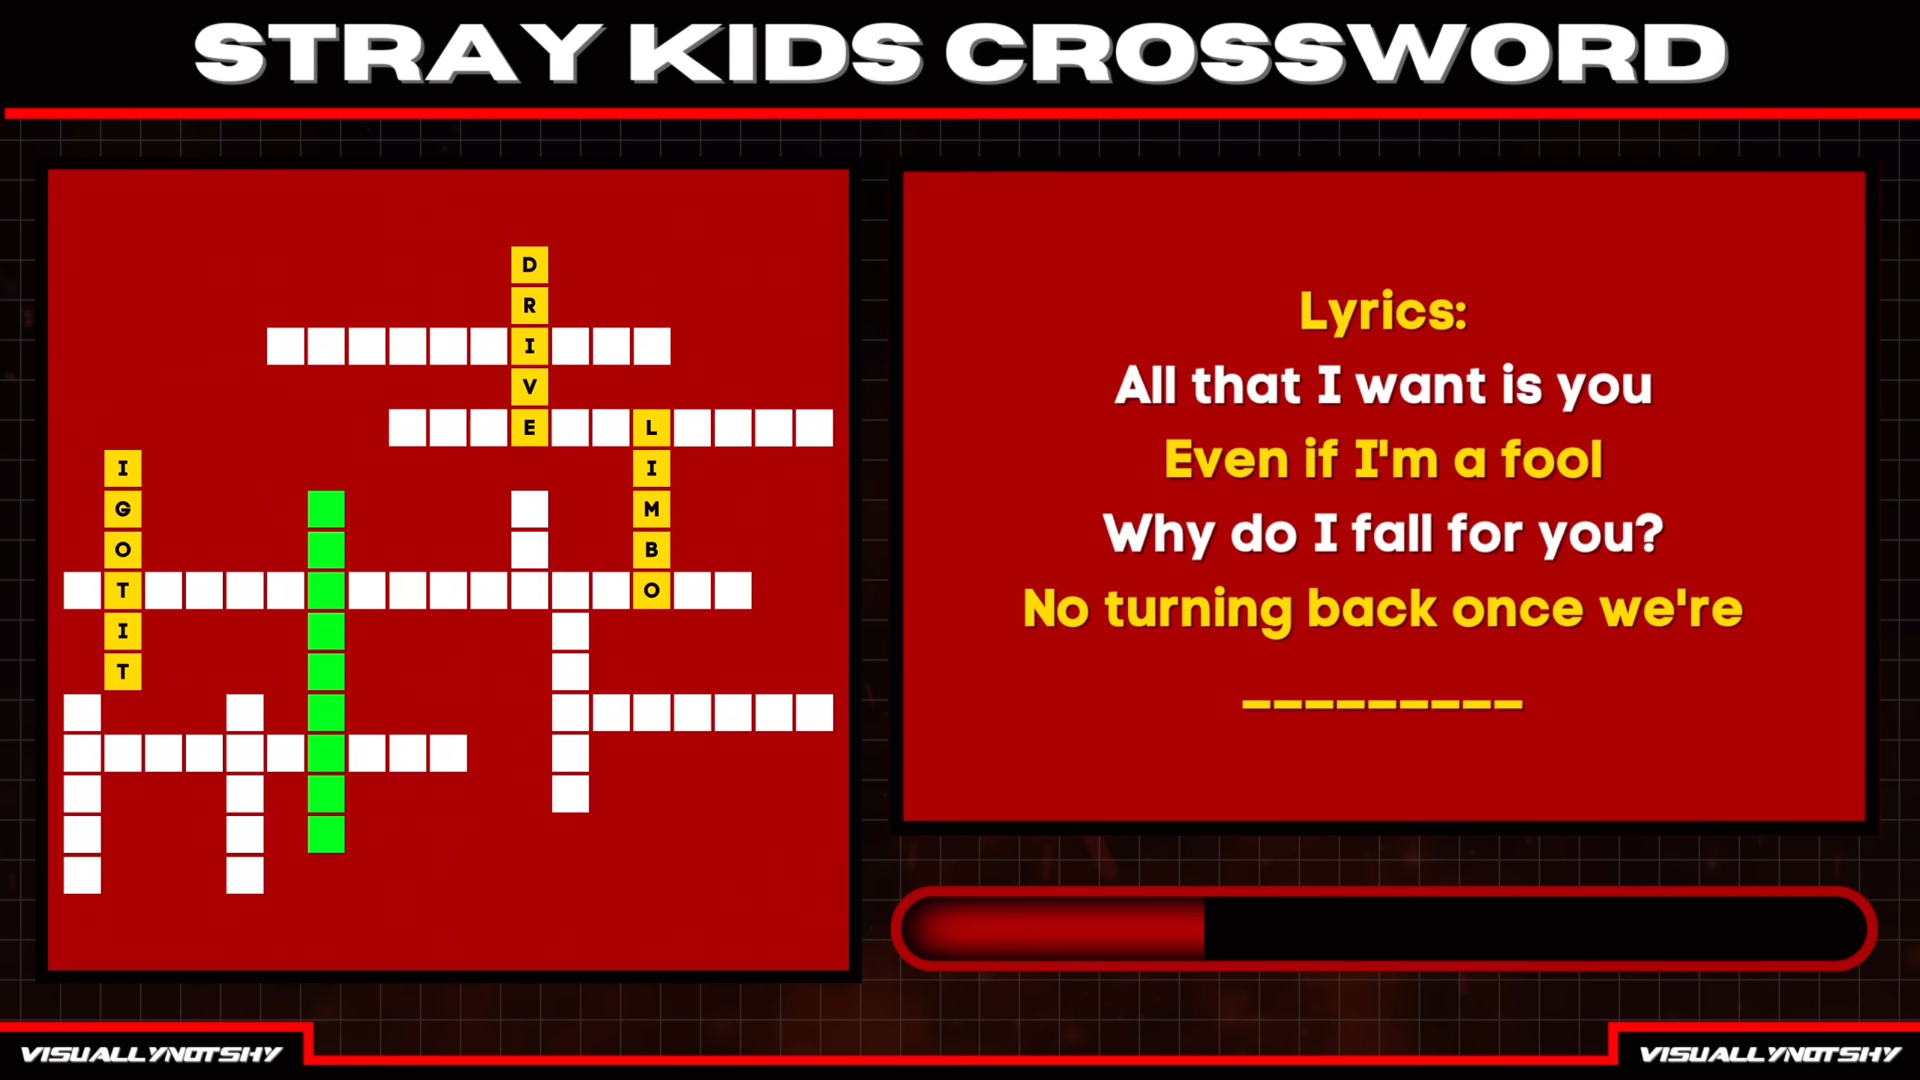 STRAY KIDS CROSSWORD
D
R
I
V
E
L
I
G
O
T
I
T
I
M
B
O
Lyrics:
All that I want is you
Even if I'm a fool
Why do I fall for you?
No turning back once we're
_________
VISUALLYNOTSHY
VISUALLYNOTSHY